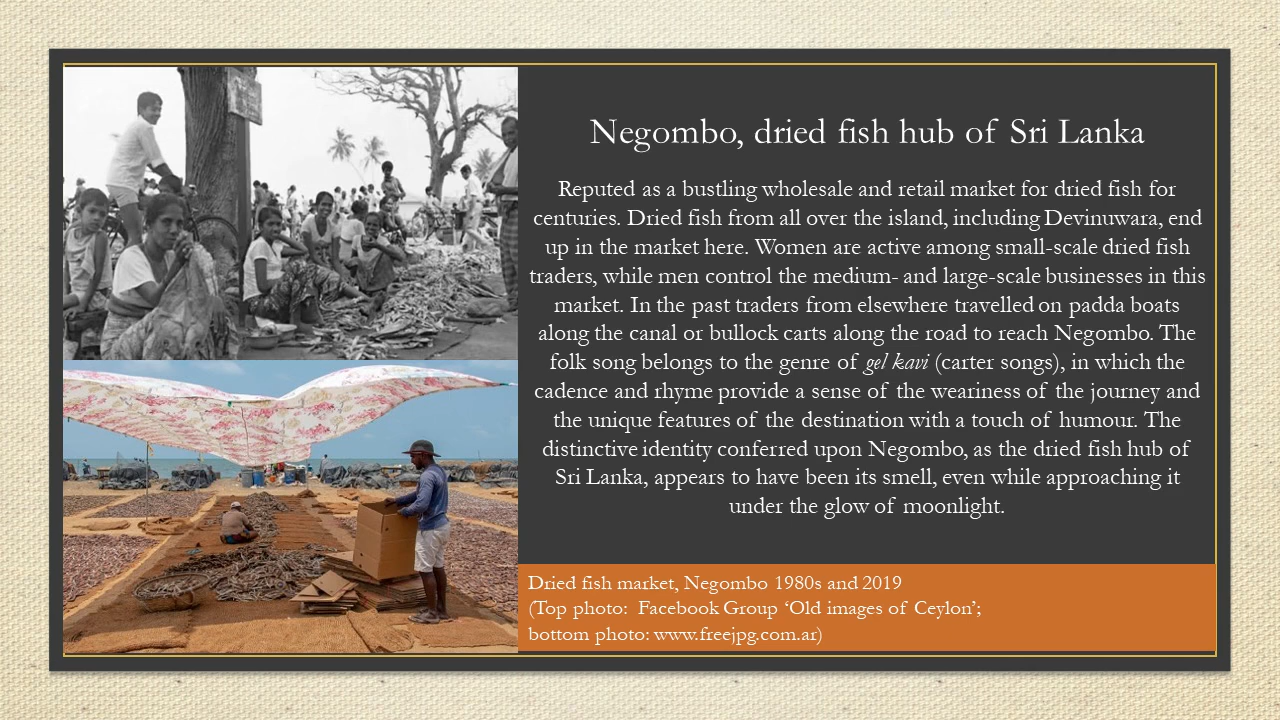 Negombo, dried fish hub of Sri Lanka
Reputed as a bustling wholesale and retail market for dried fish for
centuries. Dried fish from all over the island, including Devinuwara, end
up in the market here. Women are active among small-scale dried fish
traders, while men control the medium- and large-scale businesses in this
market. In the past traders from elsewhere travelled on padda boats
along the canal or bullock carts along the road to reach Negombo. The
folk song belongs to the genre of gel kavi (carter songs), in which the
cadence and rhyme provide a sense of the weariness of the journey and
the unique features of the destination with a touch of humour. The
distinctive identity conferred upon Negombo, as the dried fish hub of
Sri Lanka, appears to have been its smell, even while approaching it
under the glow of moonlight.
Dried fish market, Negombo 1980s and 2019
(Top photo: Facebook Group ‘Old images of Ceylon’;
bottom photo: www.freejpg.com.ar)